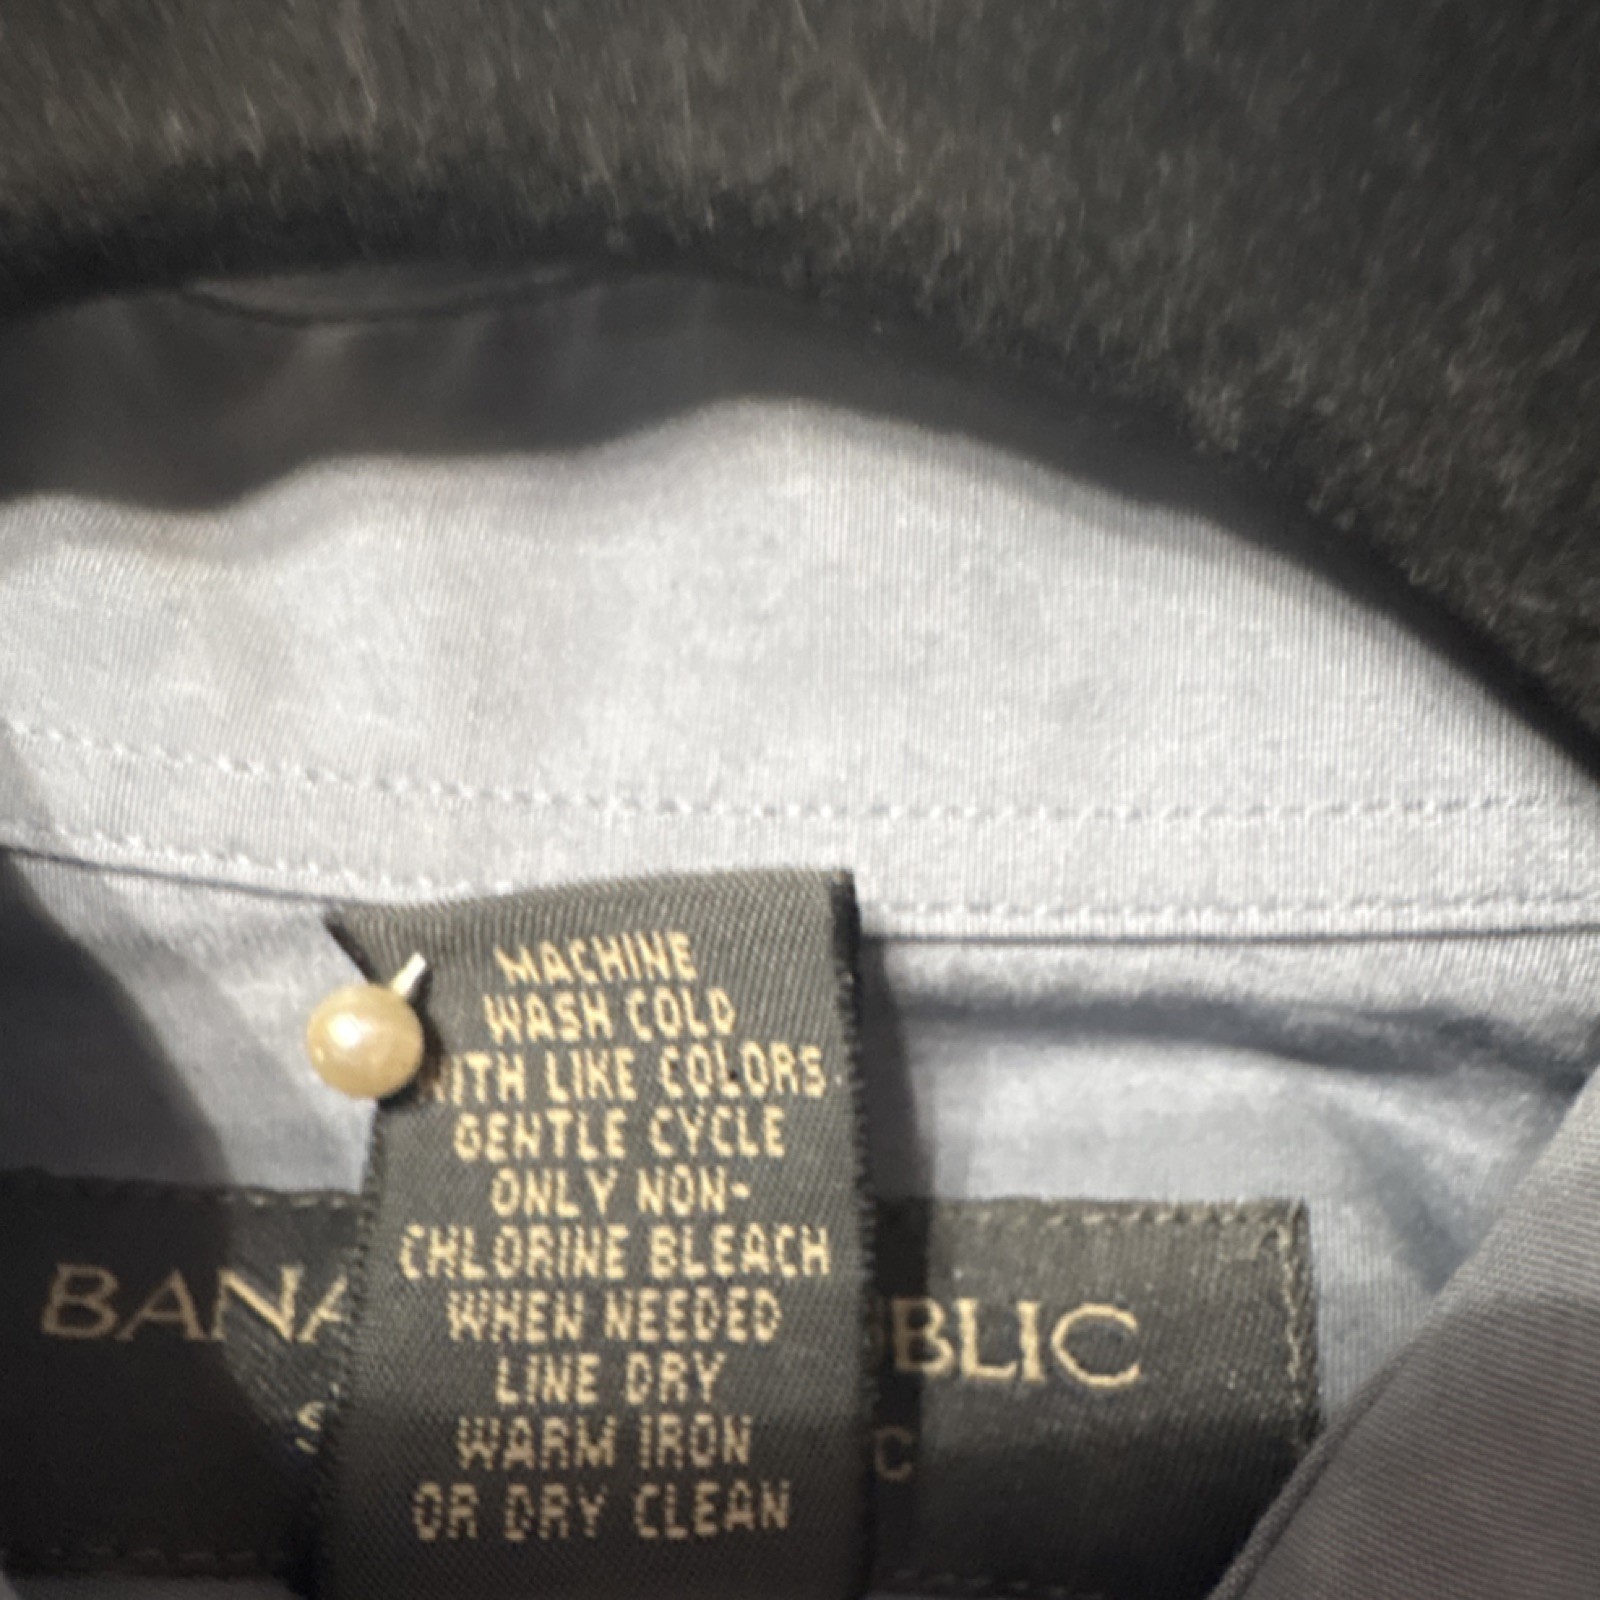 MACHINE
WASH COLD
WITH LIKE COLORS
GENTLE CYCLE
ONLY NON-
CHLORINE BLEACH
WHEN NEEDED
LINE DRY
WARM IRON
OR DRY CLEAN
BANA BLIC
S C